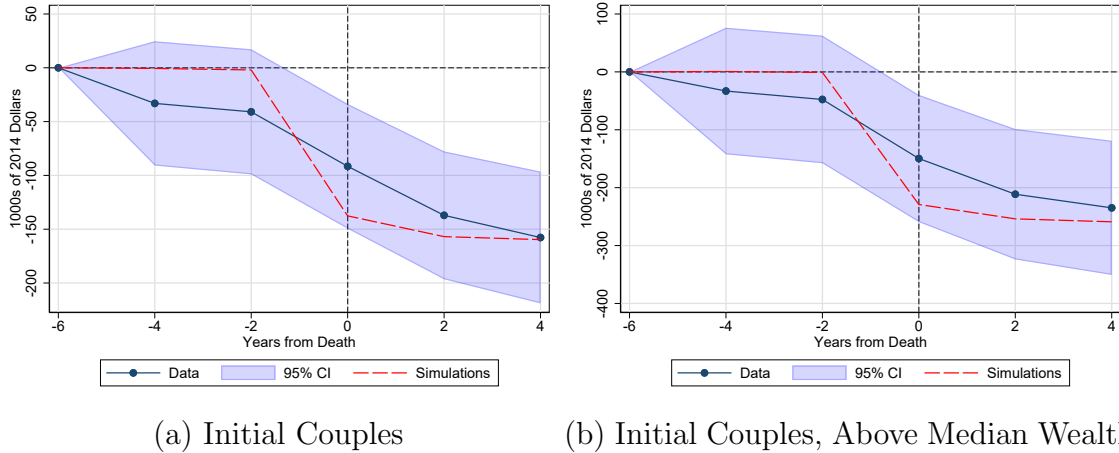 50
0
-50
-100
-150
-200
1000s of 2014 Dollars
-6 -4 -2 0 2 4
Years from Death
Data 95% CI Simulations
(a) Initial Couples
100
0
-100
-200
-300
-400
1000s of 2014 Dollars
-6 -4 -2 0 2 4
Years from Death
Data 95% CI Simulations
(b) Initial Couples, Above Median Wealt